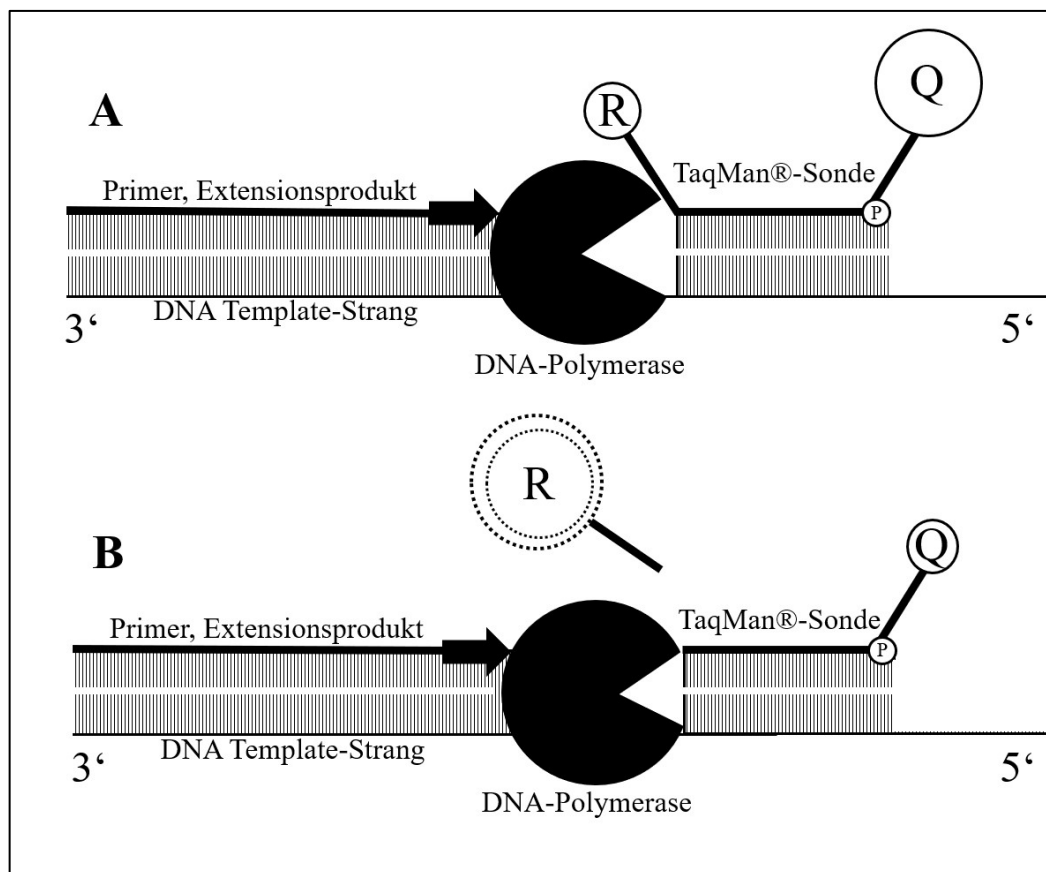 A
R
Q
TaqMan®-Sonde
Primer, Extensionsprodukt
P
DNA Template-Strang
3‘
5‘
DNA-Polymerase
R
B
Q
TaqMan®-Sonde
Primer, Extensionsprodukt
P
DNA Template-Strang
3‘
5‘
DNA-Polymerase